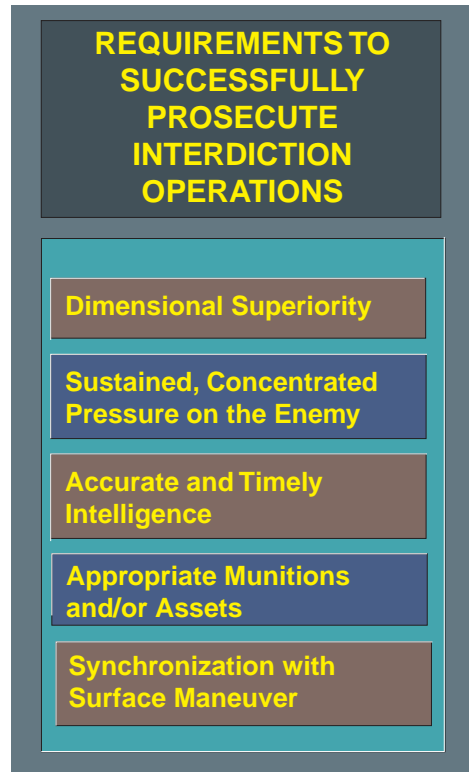 REQUIREMENTS TO
SUCCESSFULLY
PROSECUTE
INTERDICTION
OPERATIONS
Dimensional Superiority
Sustained, Concentrated
Pressure on the Enemy
Accurate and Timely
Intelligence
Appropriate Munitions
and/or Assets
Synchronization with
Surface Maneuver